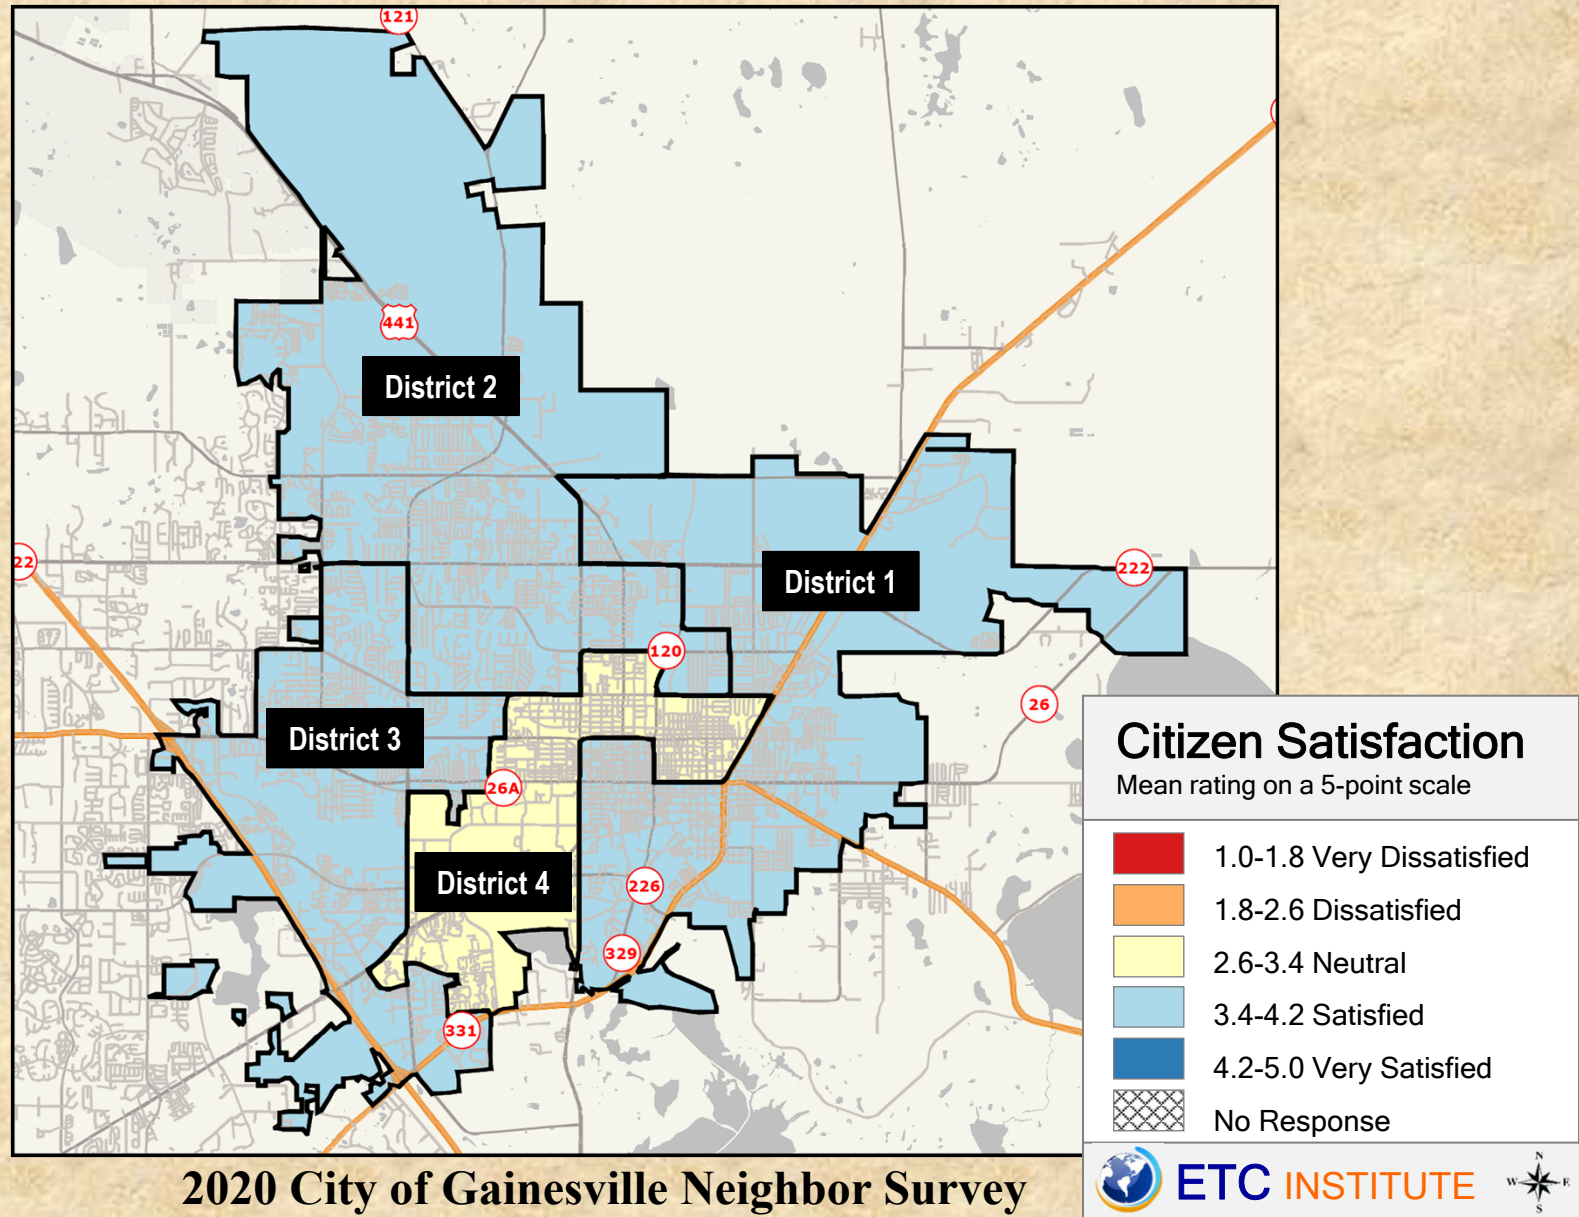 121
441
District 2
22
District 1
222
120
26
District 3
26A
District 4
226
329
331
Citizen Satisfaction
Mean rating on a 5-point scale
1.0-1.8 Very Dissatisfied
1.8-2.6 Dissatisfied
2.6-3.4 Neutral
3.4-4.2 Satisfied
4.2-5.0 Very Satisfied
No Response
ETC INSTITUTE
N
W E
S
2020 City of Gainesville Neighbor Survey